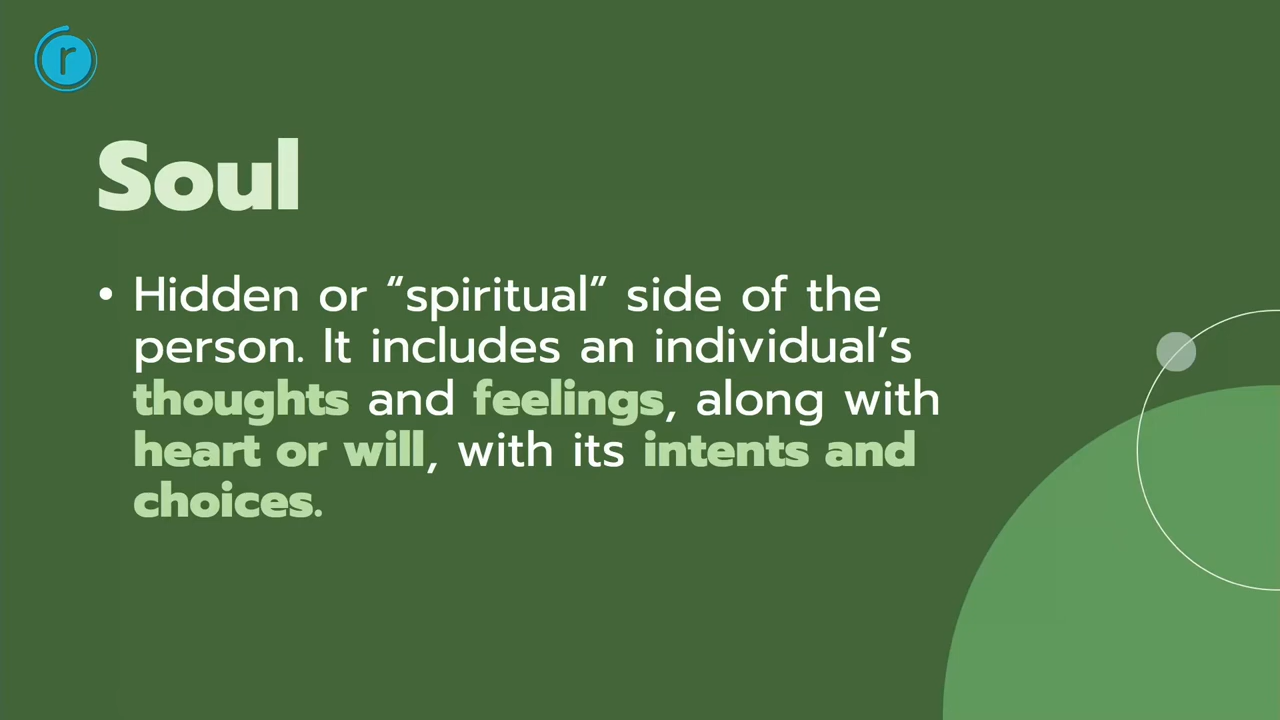 r
Soul
• Hidden or “spiritual” side of the
person. It includes an individual’s
thoughts and feelings, along with
heart or will, with its intents and
choices.